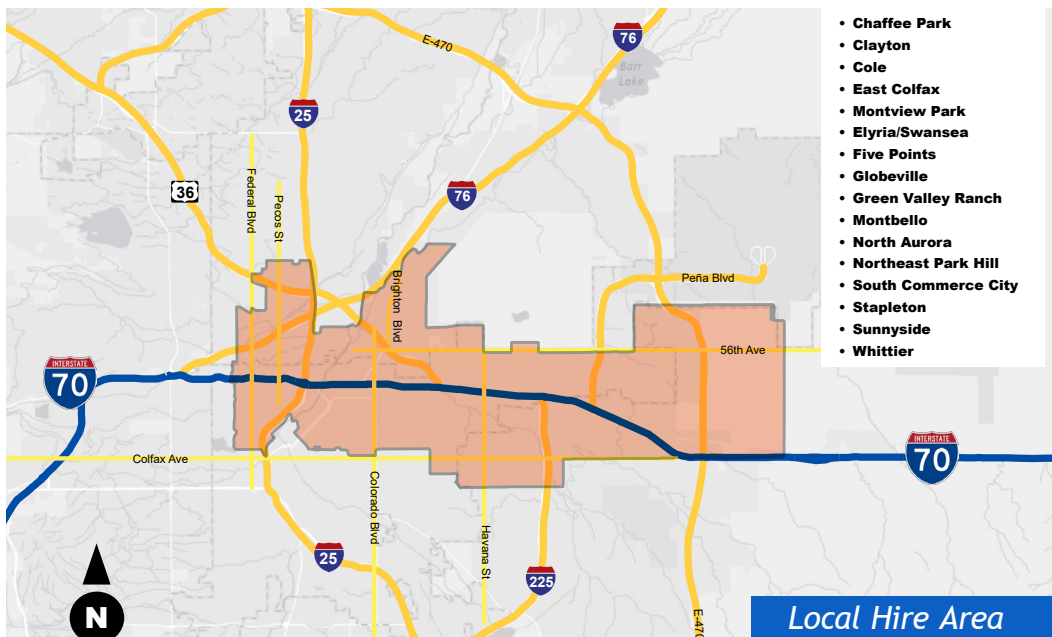 E-470
76
Barr
Lake
25
36
Federal Blvd
Pecos St
76
Brighton Blvd
Peña Blvd
56th Ave
INTERSTATE
70
INTERSTATE
70
Colfax Ave
Colorado Blvd
Havana St
25
225
E-470
N
• Chaffee Park
• Clayton
• Cole
• East Colfax
• Montview Park
• Elyria/Swansea
• Five Points
• Globeville
• Green Valley Ranch
• Montbello
• North Aurora
• Northeast Park Hill
• South Commerce City
• Stapleton
• Sunnyside
• Whittier
Local Hire Area